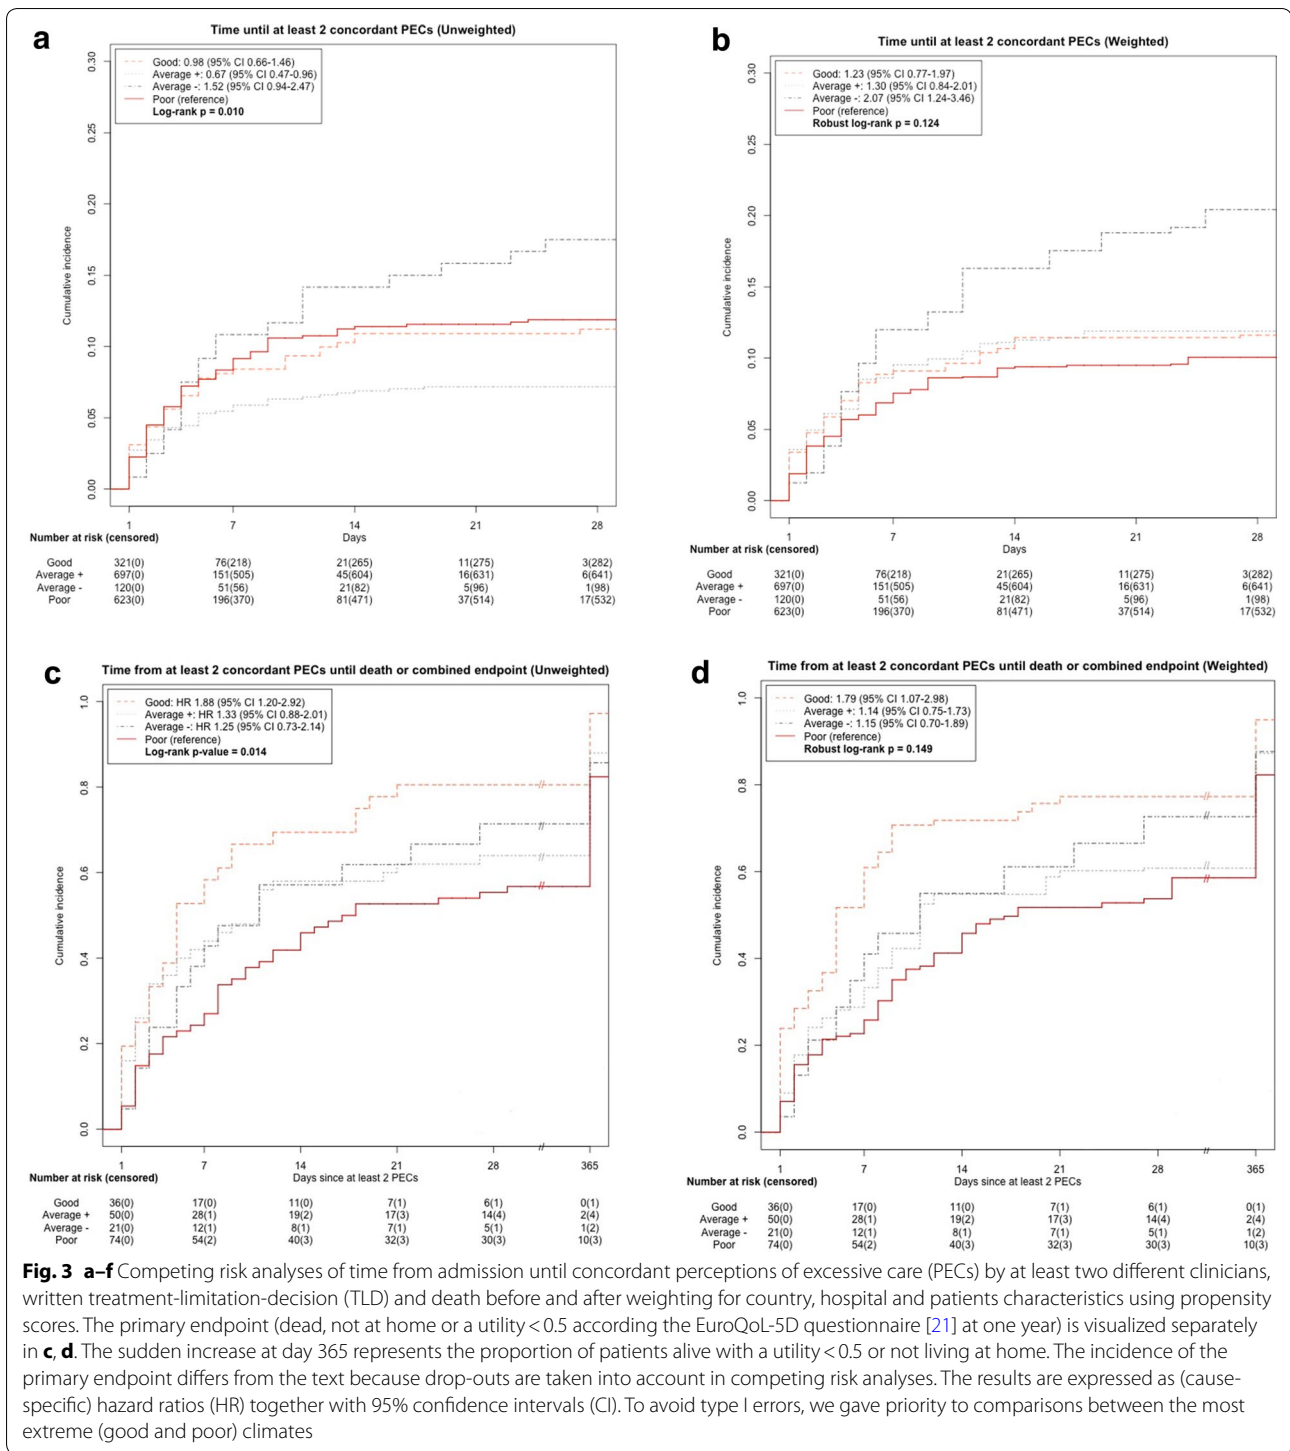 a
Time until at least 2 concordant PECs (Unweighted)
Good: 0.98 (95% CI 0.66-1.46)
Average +: 0.67 (95% CI 0.47-0.96)
Average -: 1.52 (95% CI 0.94-2.47)
Poor (reference)
Log-rank p = 0.010
Cumulative incidence
0.30
0.25
0.20
0.15
0.10
0.05
0.00
1 7 14 21 28
Number at risk (censored) Days
Good 321(0) 76(218) 21(265) 11(275) 3(282)
Average + 697(0) 151(505) 45(604) 16(631) 6(641)
Average - 120(0) 51(56) 21(82) 5(96) 1(98)
Poor 623(0) 196(370) 81(471) 37(514) 17(532)
b
Time until at least 2 concordant PECs (Weighted)
Good: 1.23 (95% CI 0.77-1.97)
Average +: 1.30 (95% CI 0.84-2.01)
Average -: 2.07 (95% CI 1.24-3.46)
Poor (reference)
Robust log-rank p = 0.124
Cumulative incidence
0.30
0.25
0.20
0.15
0.10
0.05
0.00
1 7 14 21 28
Number at risk (censored) Days
Good 321(0) 76(218) 21(265) 11(275) 3(282)
Average + 697(0) 151(505) 45(604) 16(631) 6(641)
Average - 120(0) 51(56) 21(82) 5(96) 1(98)
Poor 623(0) 196(370) 81(471) 37(514) 17(532)
c
Time from at least 2 concordant PECs until death or combined endpoint (Unweighted)
Good: HR 1.88 (95% CI 1.20-2.92)
Average +: HR 1.33 (95% CI 0.88-2.01)
Average -: HR 1.25 (95% CI 0.73-2.14)
Poor (reference)
Log-rank p-value = 0.014
Cumulative incidence
1.0
0.8
0.6
0.4
0.2
0.0
1 7 14 21 28 365
Number at risk (censored) Days since at least 2 PECs
Good 36(0) 17(0) 11(0) 7(1) 6(1) 0(1)
Average + 50(0) 28(1) 19(2) 17(3) 14(4) 2(4)
Average - 21(0) 12(1) 8(1) 7(1) 5(1) 1(2)
Poor 74(0) 54(2) 40(3) 32(3) 30(3) 10(3)
d
Time from at least 2 concordant PECs until death or combined endpoint (Weighted)
Good: 1.79 (95% CI 1.07-2.98)
Average +: 1.14 (95% CI 0.75-1.73)
Average -: 1.15 (95% CI 0.70-1.89)
Poor (reference)
Robust log-rank p = 0.149
Cumulative incidence
1.0
0.8
0.6
0.4
0.2
0.0
1 7 14 21 28 365
Number at risk (censored) Days since at least 2 PECs
Good 36(0) 17(0) 11(0) 7(1) 6(1) 0(1)
Average + 50(0) 28(1) 19(2) 17(3) 14(4) 2(4)
Average - 21(0) 12(1) 8(1) 7(1) 5(1) 1(2)
Poor 74(0) 54(2) 40(3) 32(3) 30(3) 10(3)
Fig. 3 a–f Competing risk analyses of time from admission until concordant perceptions of excessive care (PECs) by at least two different clinicians,
written treatment-limitation-decision (TLD) and death before and after weighting for country, hospital and patients characteristics using propensity
scores. The primary endpoint (dead, not at home or a utility < 0.5 according the EuroQoL-5D questionnaire [21] at one year) is visualized separately
in c, d. The sudden increase at day 365 represents the proportion of patients alive with a utility < 0.5 or not living at home. The incidence of the
primary endpoint differs from the text because drop-outs are taken into account in competing risk analyses. The results are expressed as (cause-
specific) hazard ratios (HR) together with 95% confidence intervals (CI). To avoid type I errors, we gave priority to comparisons between the most
extreme (good and poor) climates